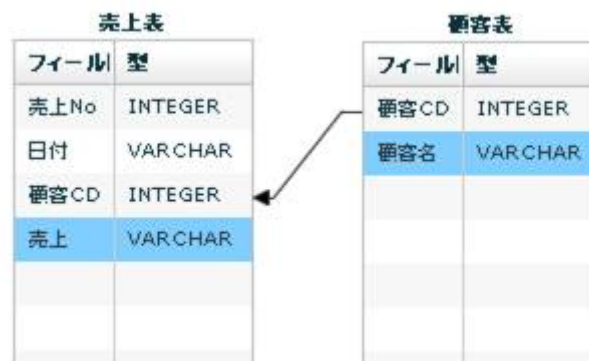 売上表
フィール 型
売上No INTEGER
日付 VARCHAR
顧客CD INTEGER
売上 VARCHAR
顧客表
フィール 型
顧客CD INTEGER
顧客名 VARCHAR